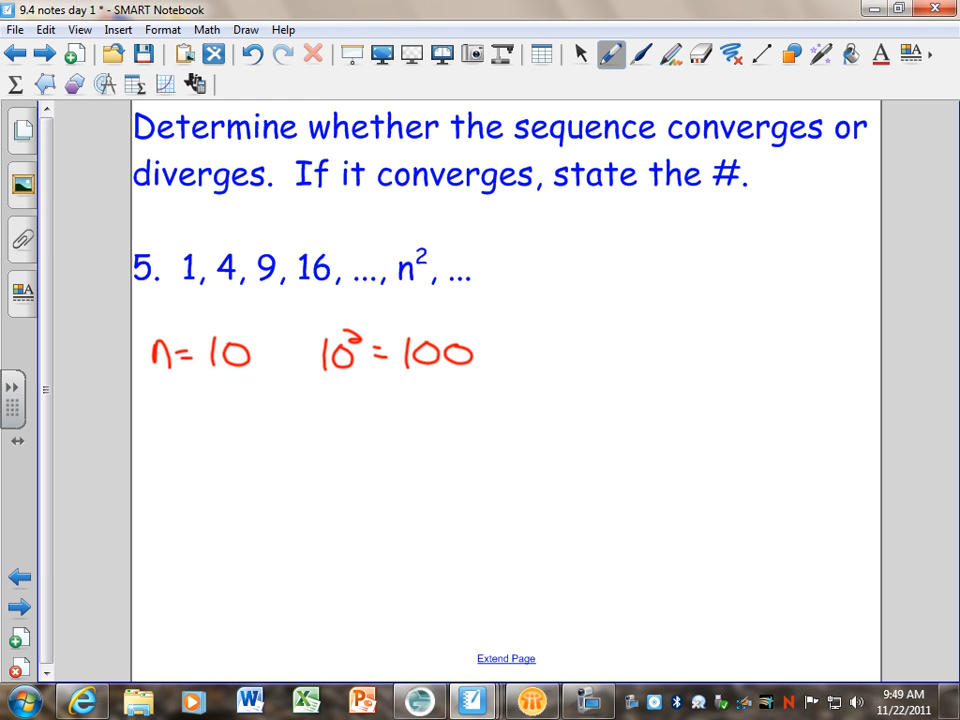 9.4 notes day 1 * - SMART Notebook
File Edit View Insert Format Math Draw Help
Determine whether the sequence converges or
diverges. If it converges, state the #.
5. 1, 4, 9, 16, ..., n², ...
n = 10 10² = 100
Extend Page
9:49 AM
11/22/2011